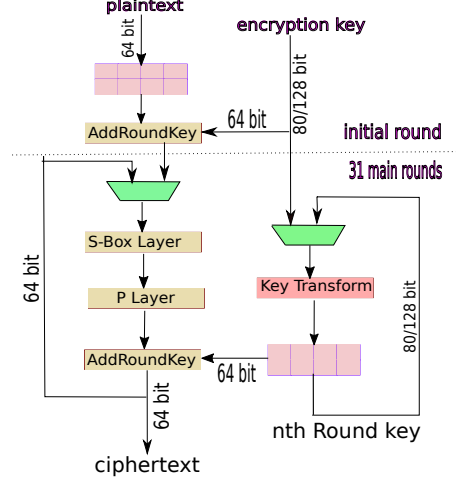 plaintext
encryption key
64 bit
80/128 bit
64 bit
AddRoundKey
initial round
31 main rounds
S-Box Layer
Key Transform
64 bit
P Layer
80/128 bit
AddRoundKey
64 bit
64 bit
nth Round key
ciphertext